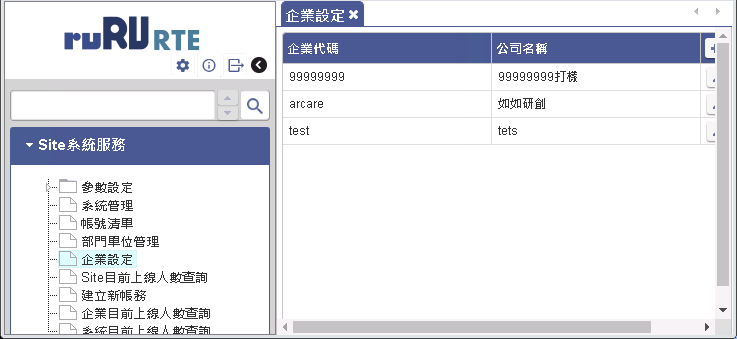 ruRU RTE
企業設定
企業代碼 公司名稱
99999999 99999999打樣
arcare 如如研創
test tets
Site系統服務
參數設定
系統管理
帳號清單
部門單位管理
企業設定
Site目前上線人數查詢
建立新帳務
企業目前上線人數查詢
系統目前上線人數查詢